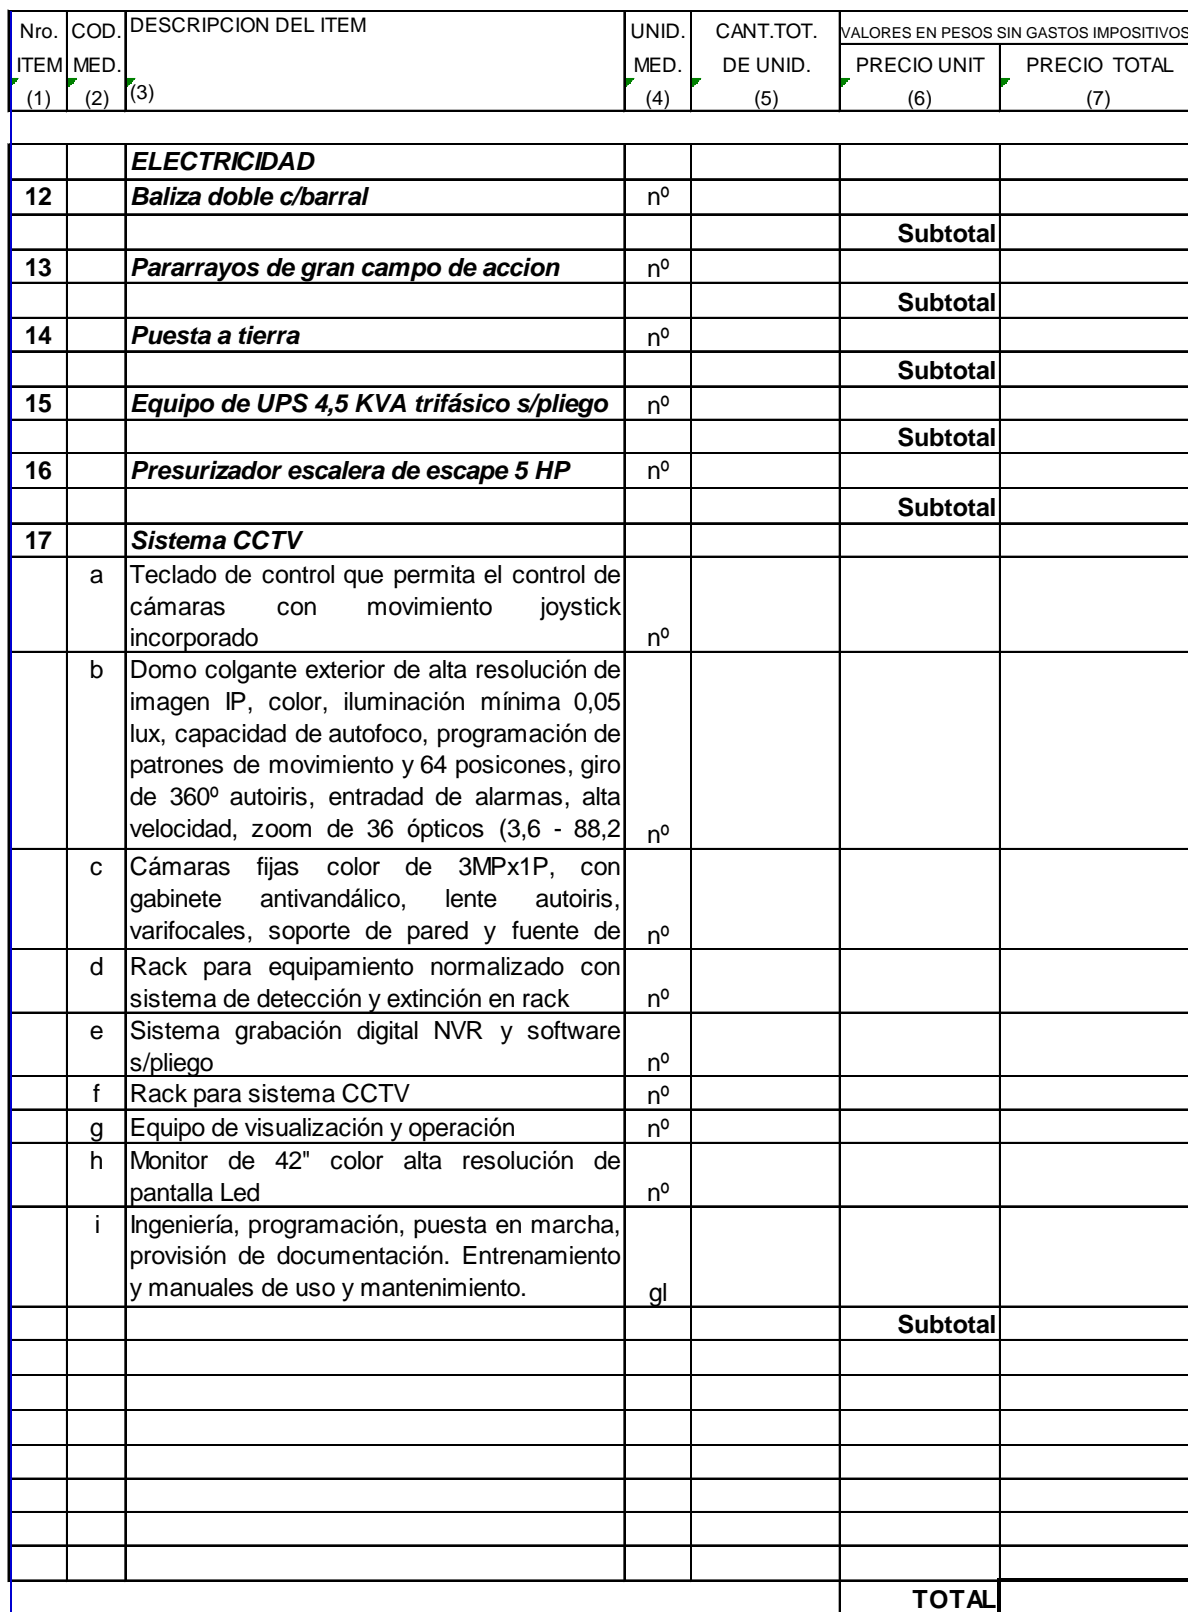 Nro. COD. DESCRIPCION DEL ITEM UNID. CANT.TOT. VALORES EN PESOS SIN GASTOS IMPOSITIVOS
ITEM MED. MED. DE UNID. PRECIO UNIT PRECIO TOTAL
(1) (2) (3) (4) (5) (6) (7)
ELECTRICIDAD
12 Baliza doble c/barral nº
Subtotal
13 Pararrayos de gran campo de accion nº
Subtotal
14 Puesta a tierra nº
Subtotal
15 Equipo de UPS 4,5 KVA trifásico s/pliego nº
Subtotal
16 Presurizador escalera de escape 5 HP nº
Subtotal
17 Sistema CCTV
a Teclado de control que permita el control de
cámaras con movimiento joystick
incorporado nº
b Domo colgante exterior de alta resolución de
imagen IP, color, iluminación mínima 0,05
lux, capacidad de autofoco, programación de
patrones de movimiento y 64 posicones, giro
de 360º autoiris, entradad de alarmas, alta
velocidad, zoom de 36 ópticos (3,6 - 88,2 nº
c Cámaras fijas color de 3MPx1P, con
gabinete antivandálico, lente autoiris,
varifocales, soporte de pared y fuente de nº
d Rack para equipamiento normalizado con
sistema de detección y extinción en rack nº
e Sistema grabación digital NVR y software
s/pliego nº
f Rack para sistema CCTV nº
g Equipo de visualización y operación nº
h Monitor de 42" color alta resolución de
pantalla Led nº
i Ingeniería, programación, puesta en marcha,
provisión de documentación. Entrenamiento
y manuales de uso y mantenimiento. gl
Subtotal
TOTAL